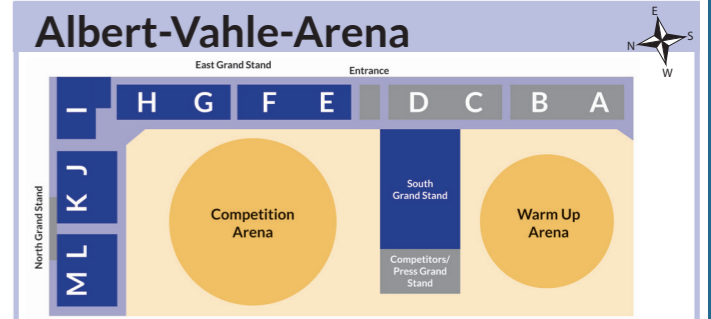 Albert-Vahle-Arena
E
N
S
W
East Grand Stand
Entrance
I
H G F E D C B A
J
K
L
M
North Grand Stand
Competition
Arena
South
Grand Stand
Warm Up
Arena
Competitors/
Press Grand
Stand